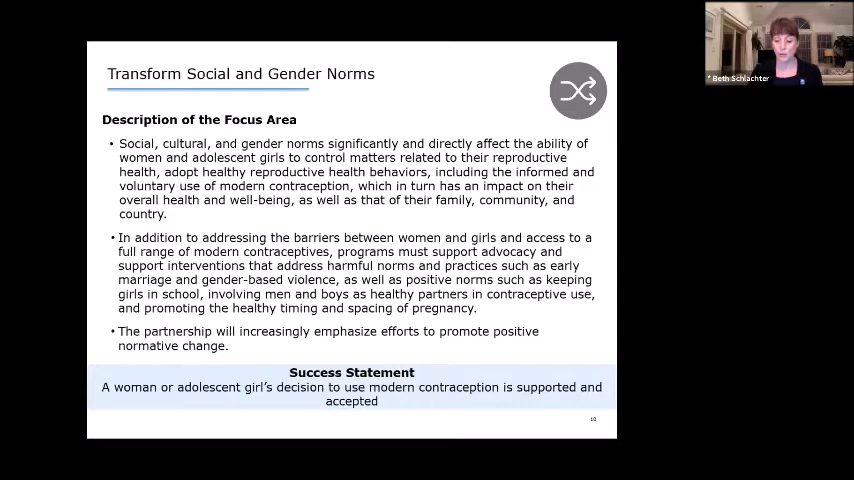 Transform Social and Gender Norms
* Beth Schlachter
Description of the Focus Area
• Social, cultural, and gender norms significantly and directly affect the ability of
women and adolescent girls to control matters related to their reproductive
health, adopt healthy reproductive health behaviors, including the informed and
voluntary use of modern contraception, which in turn has an impact on their
overall health and well-being, as well as that of their family, community, and
country.
• In addition to addressing the barriers between women and girls and access to a
full range of modern contraceptives, programs must support advocacy and
support interventions that address harmful norms and practices such as early
marriage and gender-based violence, as well as positive norms such as keeping
girls in school, involving men and boys as healthy partners in contraceptive use,
and promoting the healthy timing and spacing of pregnancy.
• The partnership will increasingly emphasize efforts to promote positive
normative change.
Success Statement
A woman or adolescent girl's decision to use modern contraception is supported and
accepted
10